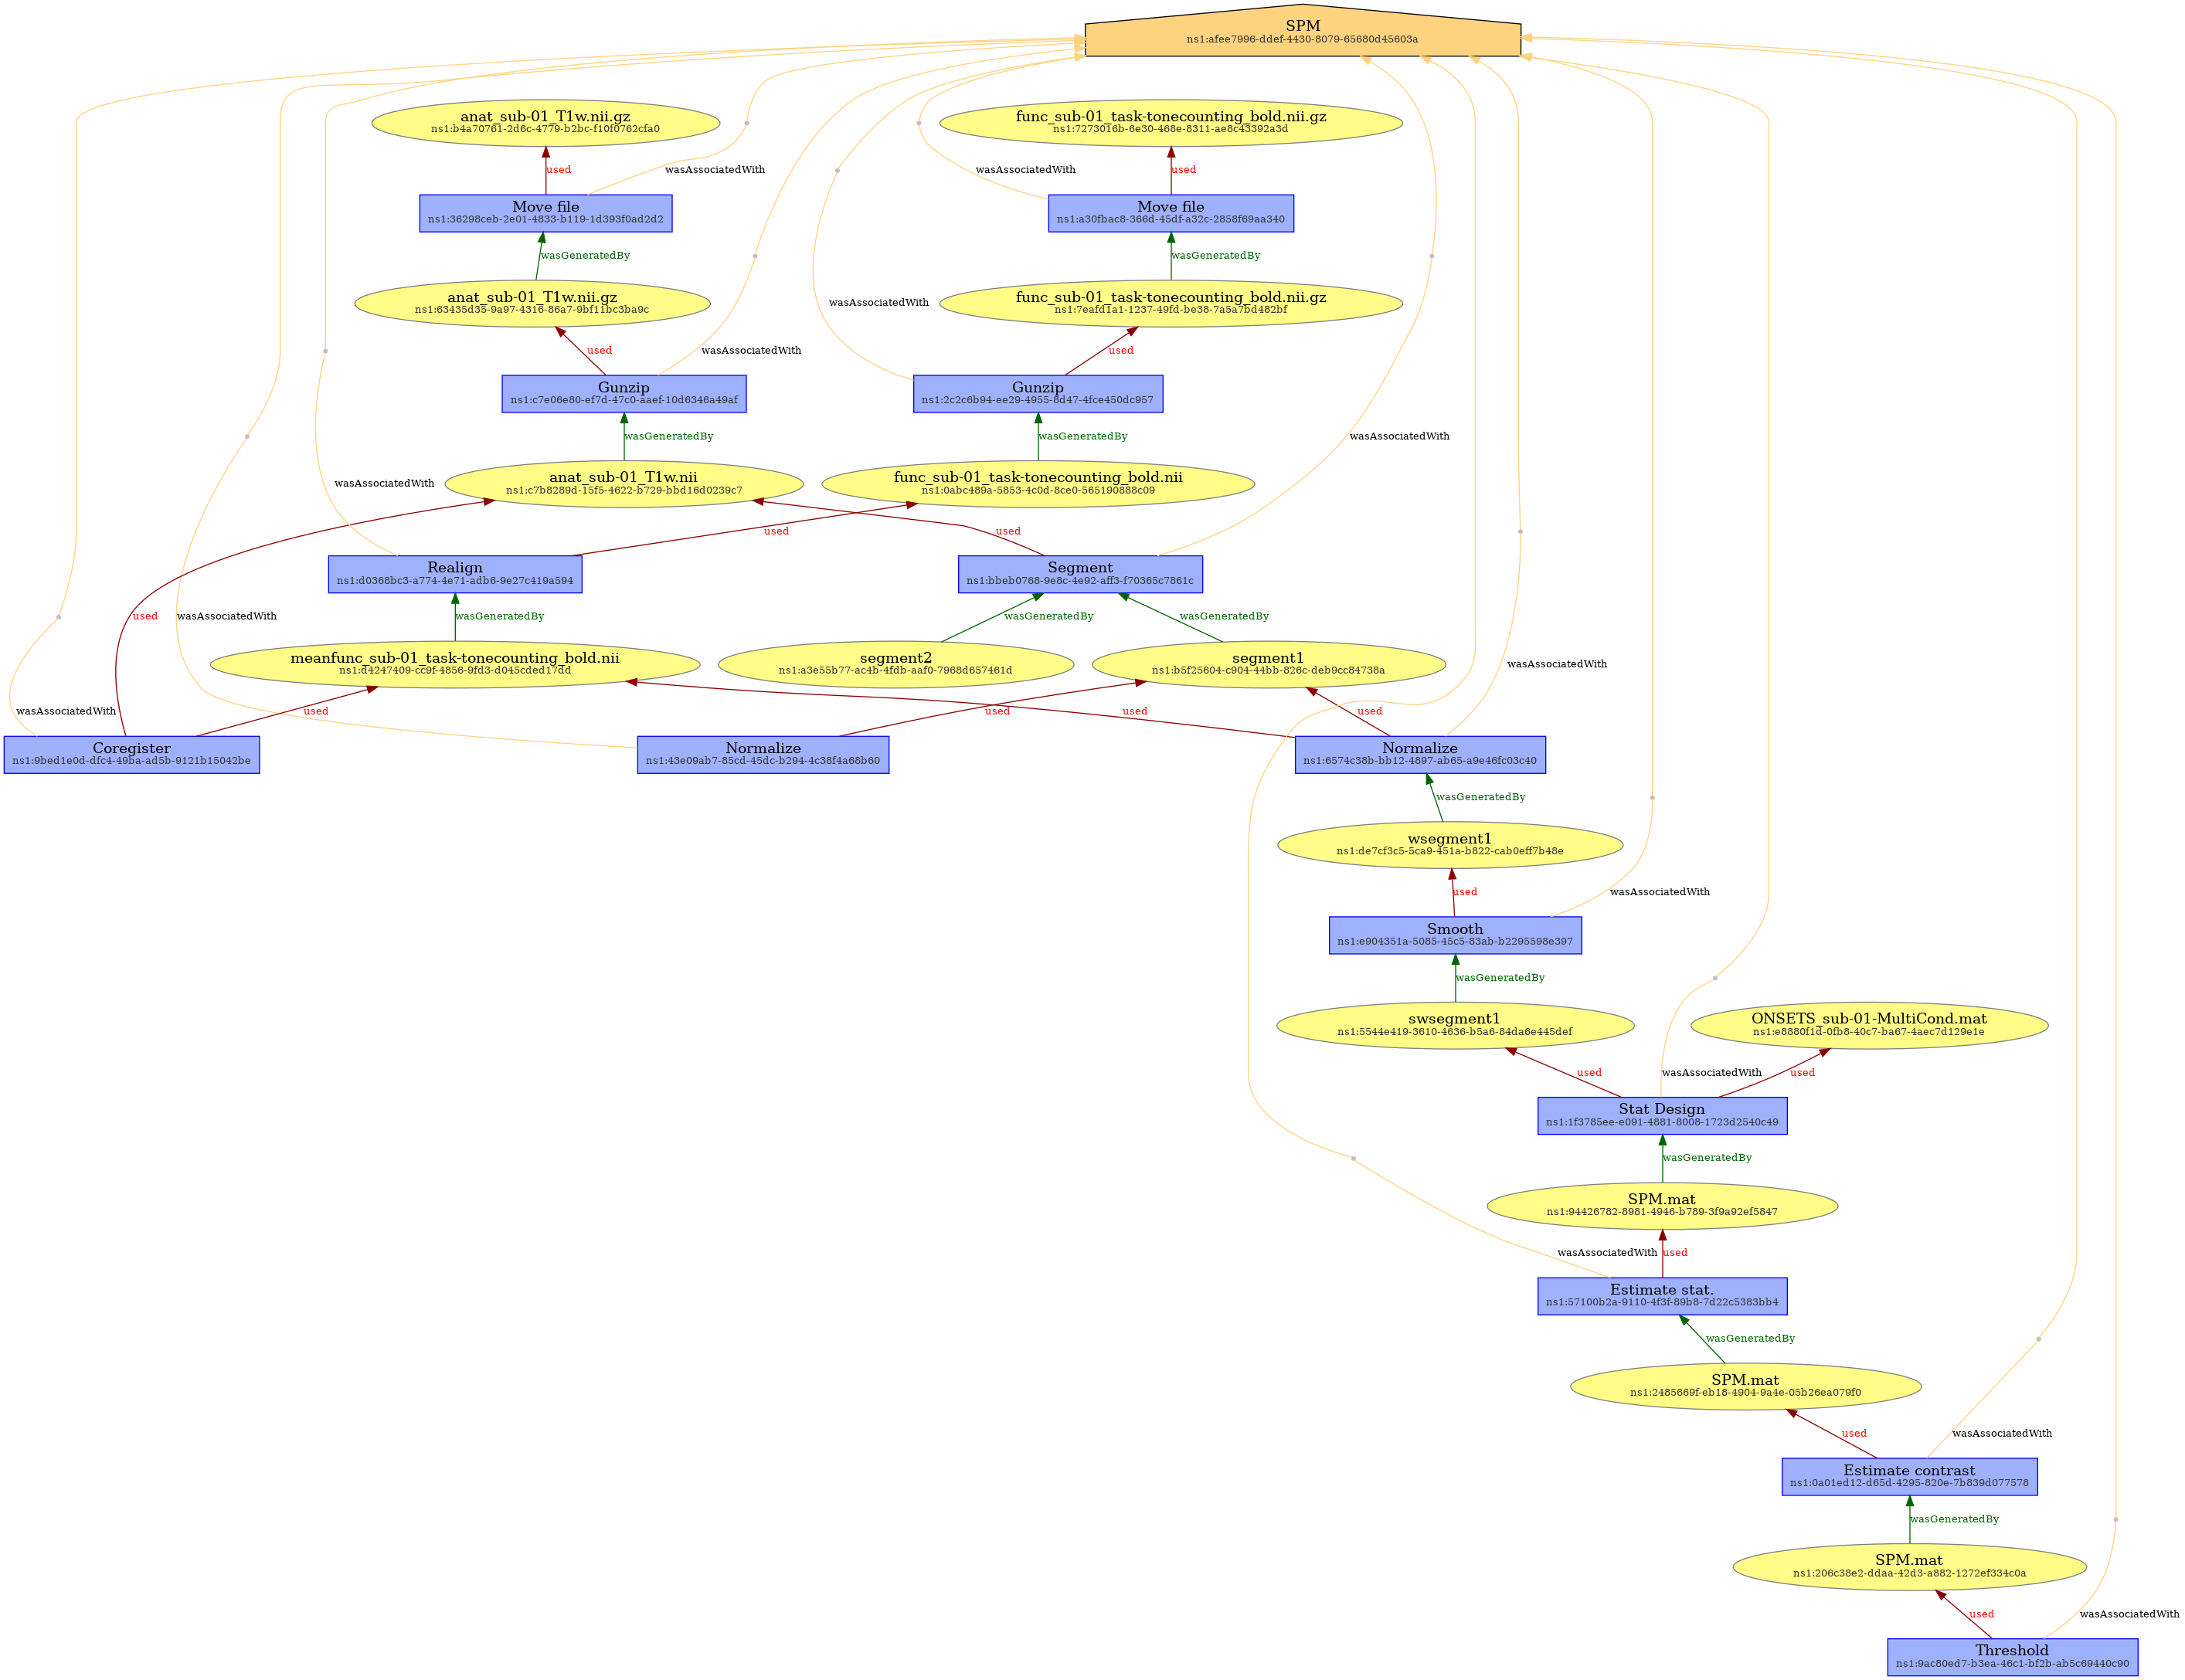 SPM
ns1:afee7996-ddef-4430-8079-65680d45603a
anat_sub-01_T1w.nii.gz
ns1:b4a70761-2d6c-4779-b2bc-f10f0762cfa0
func_sub-01_task-tonecounting_bold.nii.gz
ns1:7273016b-6e30-468e-8311-ae8c43392a3d
used
wasAssociatedWith
wasAssociatedWith
used
Move file
ns1:36298ceb-2e01-4833-b119-1d393f0ad2d2
Move file
ns1:a30fbac8-366d-45df-a32c-2858f69aa340
wasGeneratedBy
wasGeneratedBy
anat_sub-01_T1w.nii.gz
ns1:63435d35-9a97-4316-86a7-9bf11bc3ba9c
wasAssociatedWith
func_sub-01_task-tonecounting_bold.nii.gz
ns1:7eafd1a1-1237-49fd-be38-7a5a7bd482bf
used
wasAssociatedWith
used
Gunzip
ns1:c7e06e80-ef7d-47c0-aaef-10d6346a49af
Gunzip
ns1:2c2c6b94-ee29-4955-8d47-4fce450dc957
wasGeneratedBy
wasGeneratedBy
wasAssociatedWith
wasAssociatedWith
anat_sub-01_T1w.nii
ns1:c7b8289d-15f5-4622-b729-bbd16d0239c7
func_sub-01_task-tonecounting_bold.nii
ns1:0abc489a-5853-4c0d-8ce0-565190888c09
used
used
Realign
ns1:d0368bc3-a774-4e71-adb6-9e27c419a594
Segment
ns1:bbeb0768-9e8c-4e92-aff3-f70365c7861c
used
wasAssociatedWith
wasGeneratedBy
wasGeneratedBy
wasGeneratedBy
meanfunc_sub-01_task-tonecounting_bold.nii
ns1:d4247409-cc9f-4856-9fd3-d045cded17dd
segment2
ns1:a3e55b77-ac4b-4fdb-aaf0-7968d657461d
segment1
ns1:b5f25604-c904-44bb-826c-deb9cc84738a
wasAssociatedWith
wasAssociatedWith
used
used
used
used
Coregister
ns1:9bed1e0d-dfc4-49ba-ad5b-9121b15042be
Normalize
ns1:43e09ab7-85cd-45dc-b294-4c38f4a68b60
Normalize
ns1:6574c38b-bb12-4897-ab65-a9e46fc03c40
wasGeneratedBy
wsegment1
ns1:de7cf3c5-5ca9-451a-b822-cab0eff7b48e
used
wasAssociatedWith
Smooth
ns1:e904351a-5085-45c5-83ab-b2295598e397
wasGeneratedBy
swsegment1
ns1:5544e419-3610-4636-b5a6-84da6e445def
ONSETS_sub-01-MultiCond.mat
ns1:e8880f1d-0fb8-40c7-ba67-4aec7d129e1e
used
wasAssociatedWith
used
Stat Design
ns1:1f3785ee-e091-4881-8008-1723d2540c49
wasGeneratedBy
SPM.mat
ns1:94426782-8981-4946-b789-3f9a92ef5847
wasAssociatedWith
used
Estimate stat.
ns1:57100b2a-9110-4f3f-89b8-7d22c5383bb4
wasGeneratedBy
SPM.mat
ns1:2485669f-eb18-4904-9a4e-05b26ea079f0
used
wasAssociatedWith
Estimate contrast
ns1:0a01ed12-d65d-4295-820e-7b839d077578
wasGeneratedBy
SPM.mat
ns1:206c38e2-ddaa-42d3-a882-1272ef334c0a
used
wasAssociatedWith
Threshold
ns1:9ac80ed7-b3ea-46c1-bf2b-ab5c69440c90